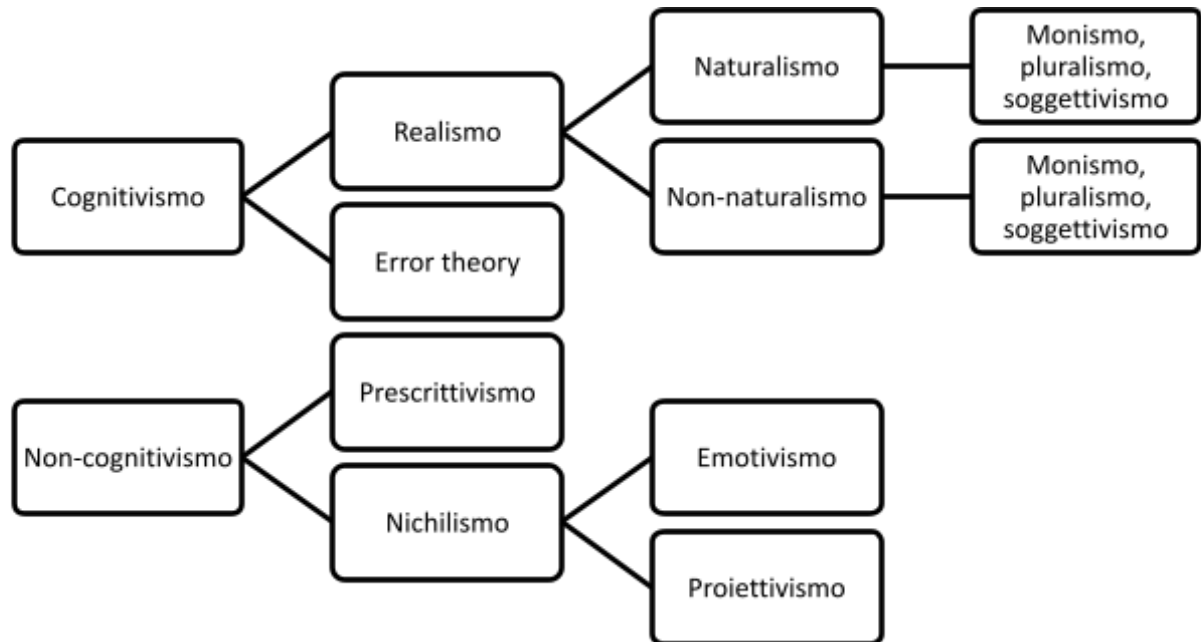 Cognitivismo
Realismo
Error theory
Naturalismo
Non-naturalismo
Monismo,
pluralismo,
soggettivismo
Monismo,
pluralismo,
soggettivismo
Non-cognitivismo
Prescrittivismo
Nichilismo
Emotivismo
Proiettivismo